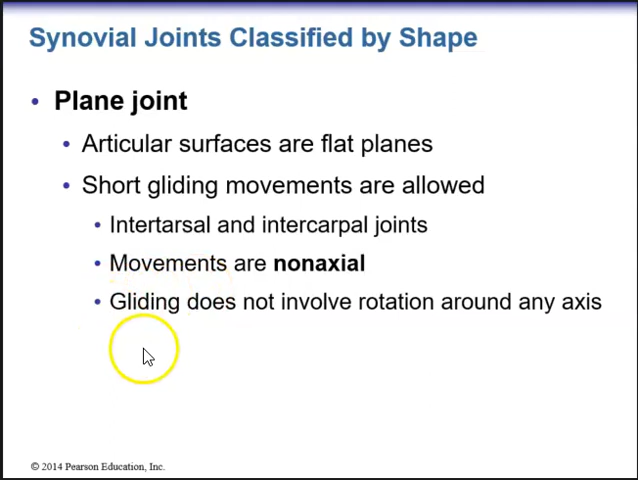 Synovial Joints Classified by Shape
• Plane joint
• Articular surfaces are flat planes
• Short gliding movements are allowed
• Intertarsal and intercarpal joints
• Movements are nonaxial
• Gliding does not involve rotation around any axis
© 2014 Pearson Education, Inc.